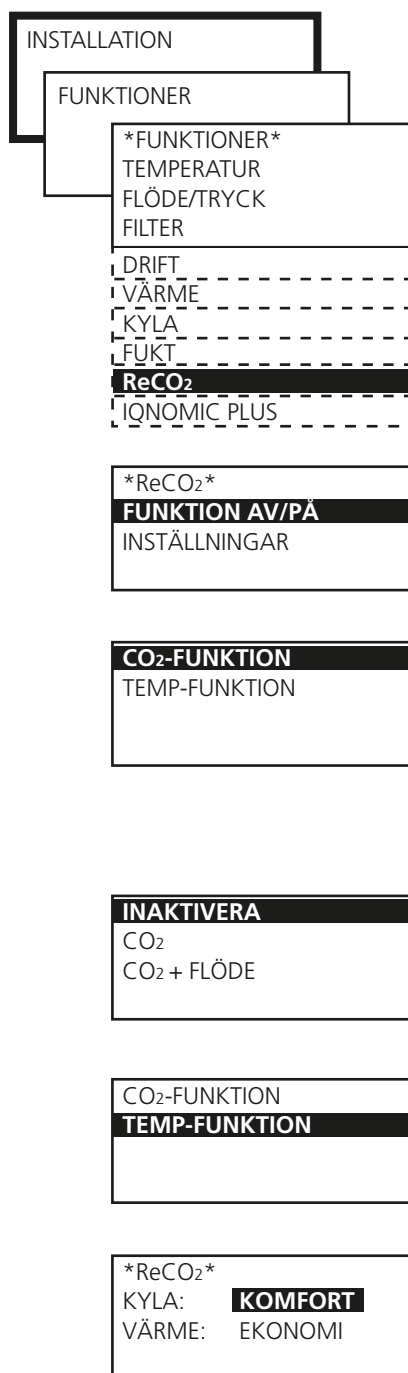 INSTALLATION
FUNKTIONER
*FUNKTIONER*
TEMPERATUR
FLÖDE/TRYCK
FILTER
DRIFT
VÄRME
KYLA
FUKT
ReCO₂
IQNOMIC PLUS
*ReCO₂*
FUNKTION AV/PÅ
INSTÄLLNINGAR
CO₂-FUNKTION
TEMP-FUNKTION
INAKTIVERA
CO₂
CO₂ + FLÖDE
CO₂-FUNKTION
TEMP-FUNKTION
*ReCO₂*
KYLA: KOMFORT
VÄRME: EKONOMI